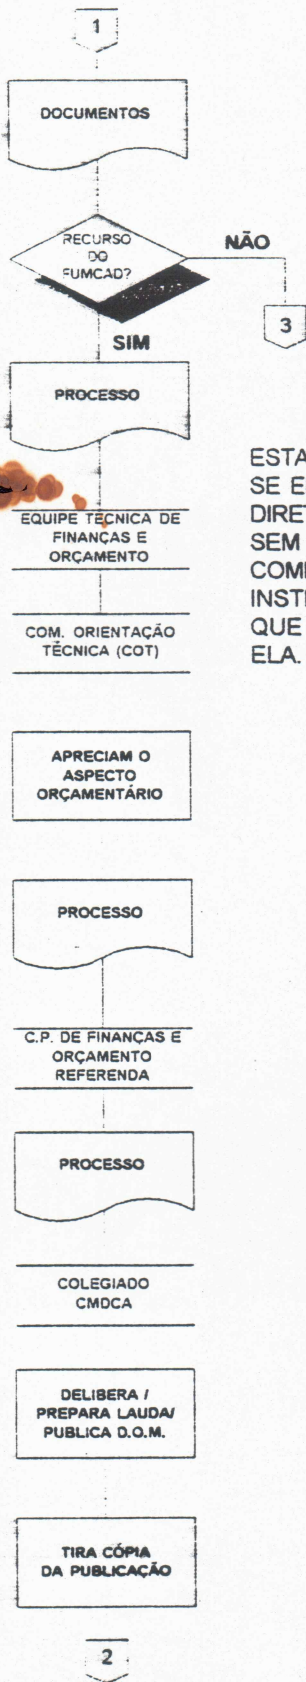 1
DOCUMENTOS
RECURSO
DO
FUMCAD?
NÃO
3
SIM
PROCESSO
EQUIPE TÉCNICA DE
FINANÇAS E
ORÇAMENTO
COM. ORIENTAÇÃO
TÉCNICA (COT)
ESTA
SE E
DIRET
SEM
COM
INSTI
QUE
ELA.
APRECIAM O
ASPECTO
ORÇAMENTÁRIO
PROCESSO
C.P. DE FINANÇAS E
ORÇAMENTO
REFERENDA
PROCESSO
COLEGIADO
CMDCA
DELIBERA /
PREPARA LAUDA/
PUBLICA D.O.M.
TIRA CÓPIA
DA PUBLICAÇÃO
2